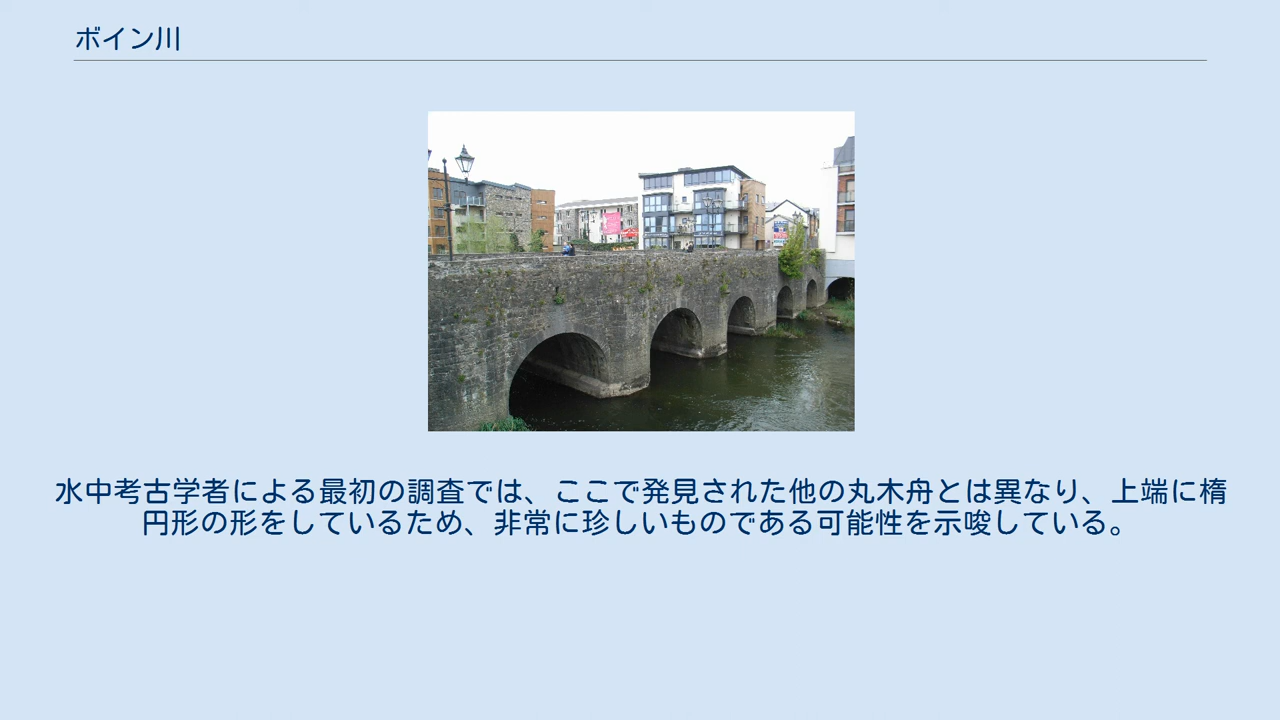 ボイン川
水中考古学者による最初の調査では、ここで発見された他の丸木舟とは異なり、上端に楕
円形の形をしているため、非常に珍しいものである可能性を示唆している。